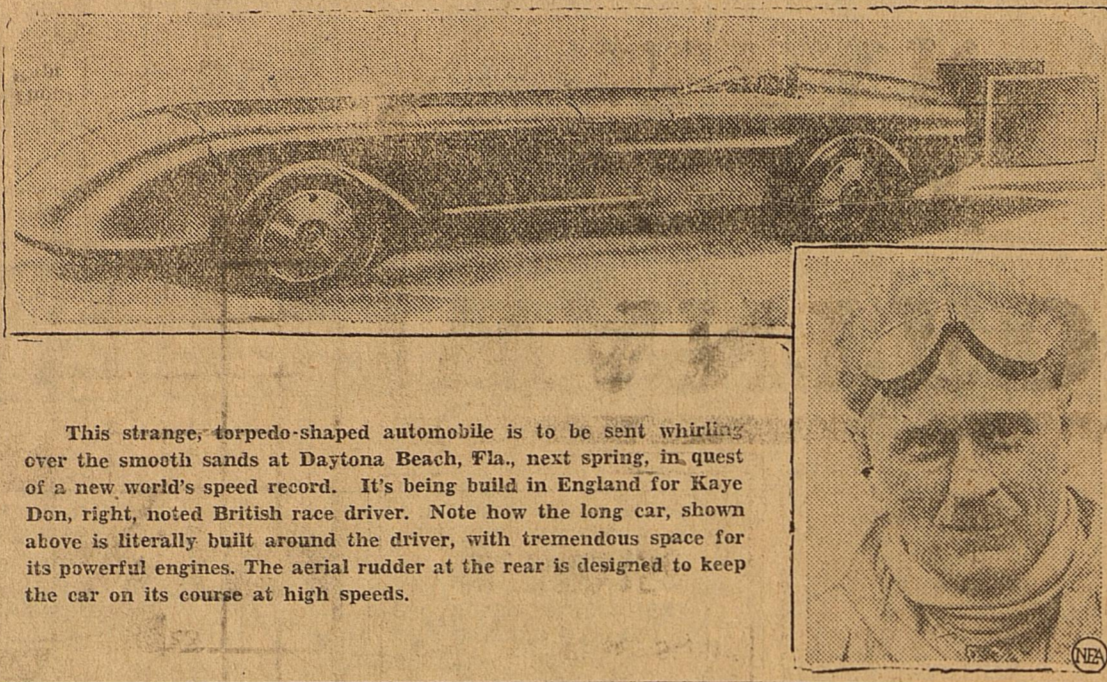 This strange, torpedo-shaped automobile is to be sent whirling
over the smooth sands at Daytona Beach, Fla., next spring, in quest
of a new world's speed record. It's being build in England for Kaye
Don, right, noted British race driver. Note how the long car, shown
above is literally built around the driver, with tremendous space for
its powerful engines. The aerial rudder at the rear is designed to keep
the car on its course at high speeds.
NEA